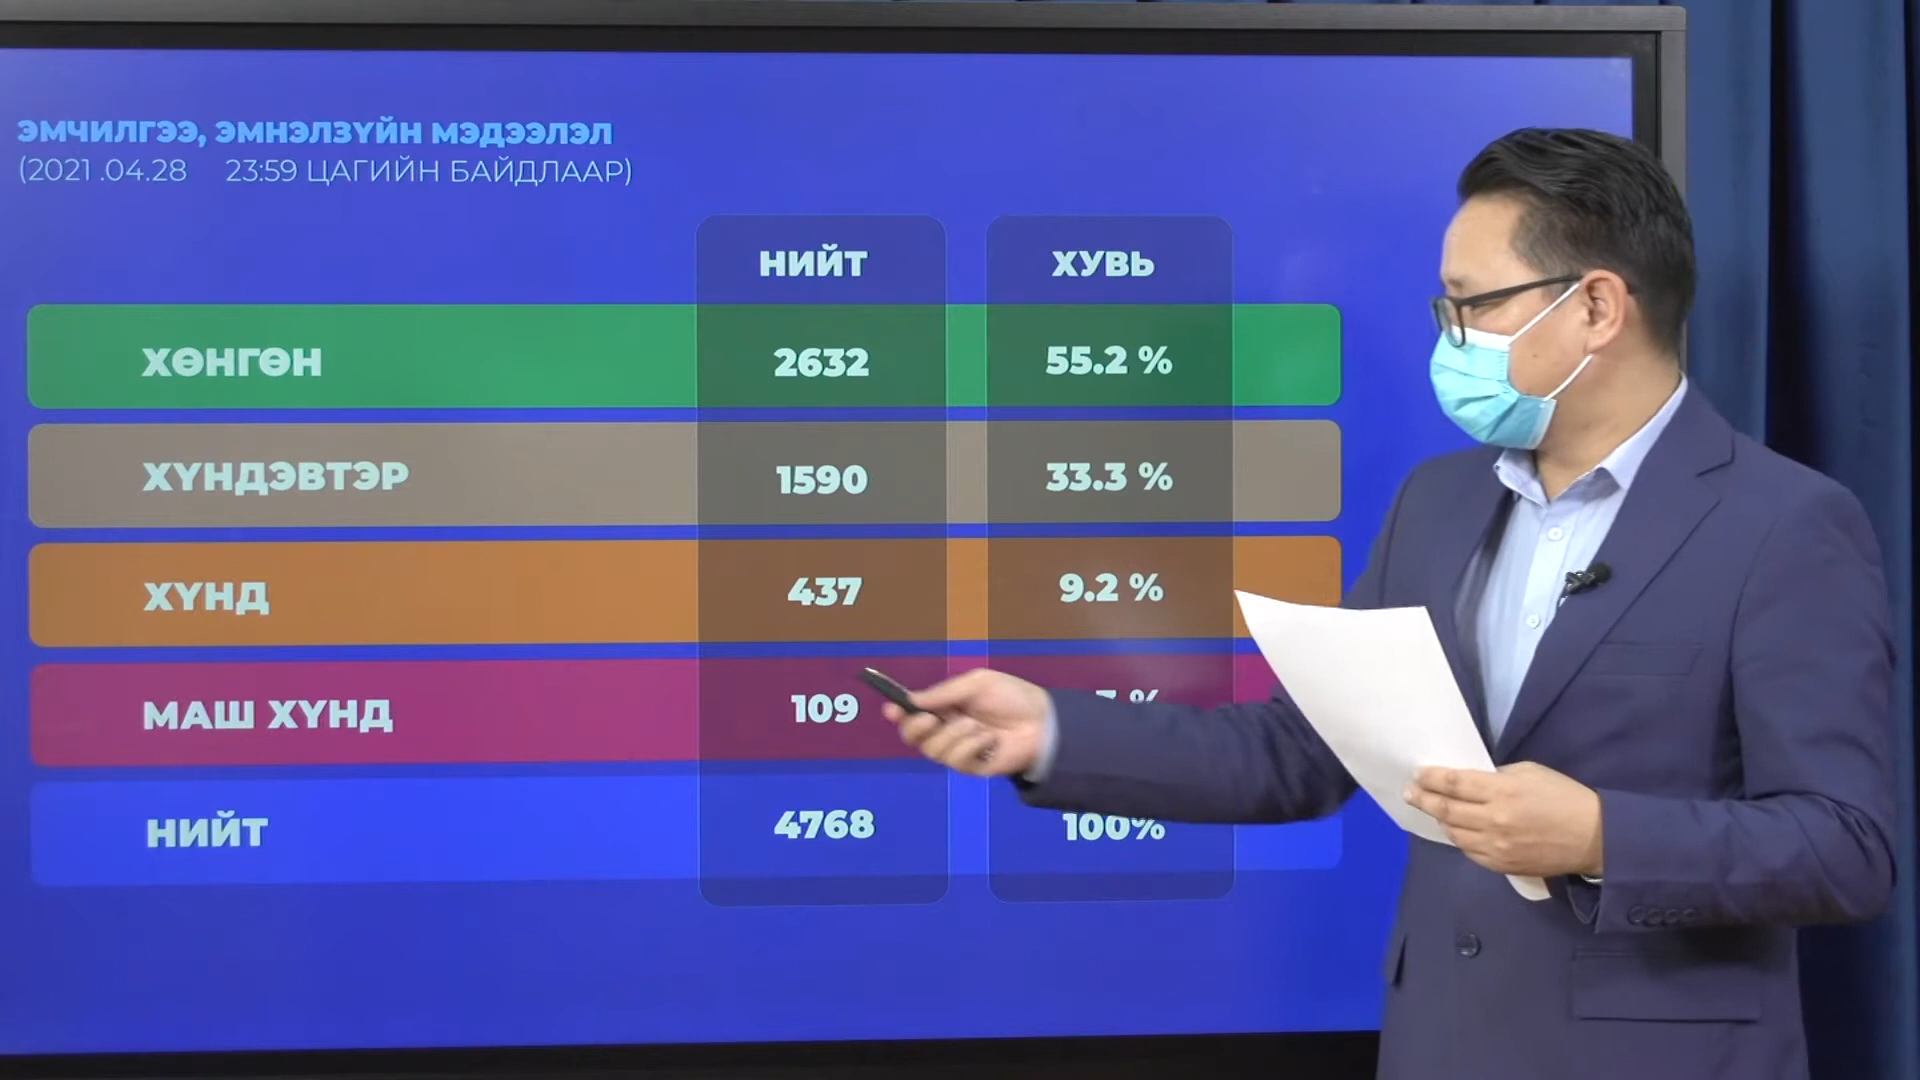 ЭМЧИЛГЭЭ, ЭМНЭЛЗҮЙН МЭДЭЭЛЭЛ
(2021 .04.28 23:59 ЦАГИЙН БАЙДЛААР)
НИЙТ ХУВЬ
ХӨНГӨН 2632 55.2 %
ХҮНДЭВТЭР 1590 33.3 %
ХҮНД 437 9.2 %
МАШ ХҮНД 109 %
НИЙТ 4768 100%